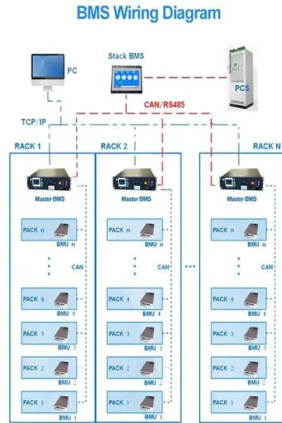 BMS Wiring Diagram
Stack BMS
PC
PCS
CAN/RS485
TCP/IP
RACK 1
RACK 2
RACK N
Master BMS
Master BMS
Master BMS
PACK n
PACK n
PACK n
BMU n
BMU n
BMU n
CAN
CAN
CAN
PACK 4
PACK 4
PACK 4
BMU 4
BMU 4
BMU 4
PACK 3
PACK 3
PACK 3
BMU 3
BMU 3
BMU 3
PACK 2
PACK 2
PACK 2
BMU 2
BMU 2
BMU 2
PACK 1
PACK 1
PACK 1
BMU 1
BMU 1
BMU 1